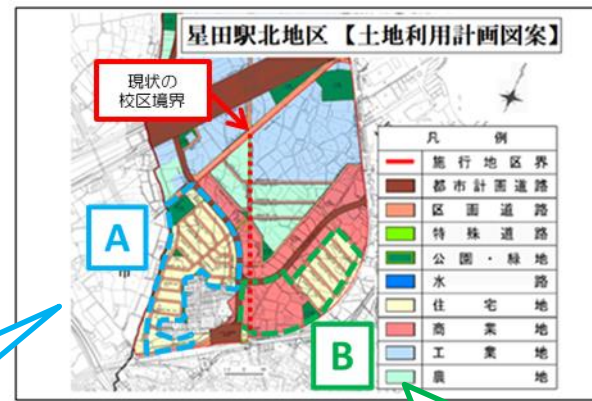 星田駅北地区 【土地利用計画図案】
現状の
校区境界
A
B
凡 例
施行地区界
都市計画道路
区画道路
特殊道路
公園・緑地
水路
住宅地
商業地
工業地
農地
市